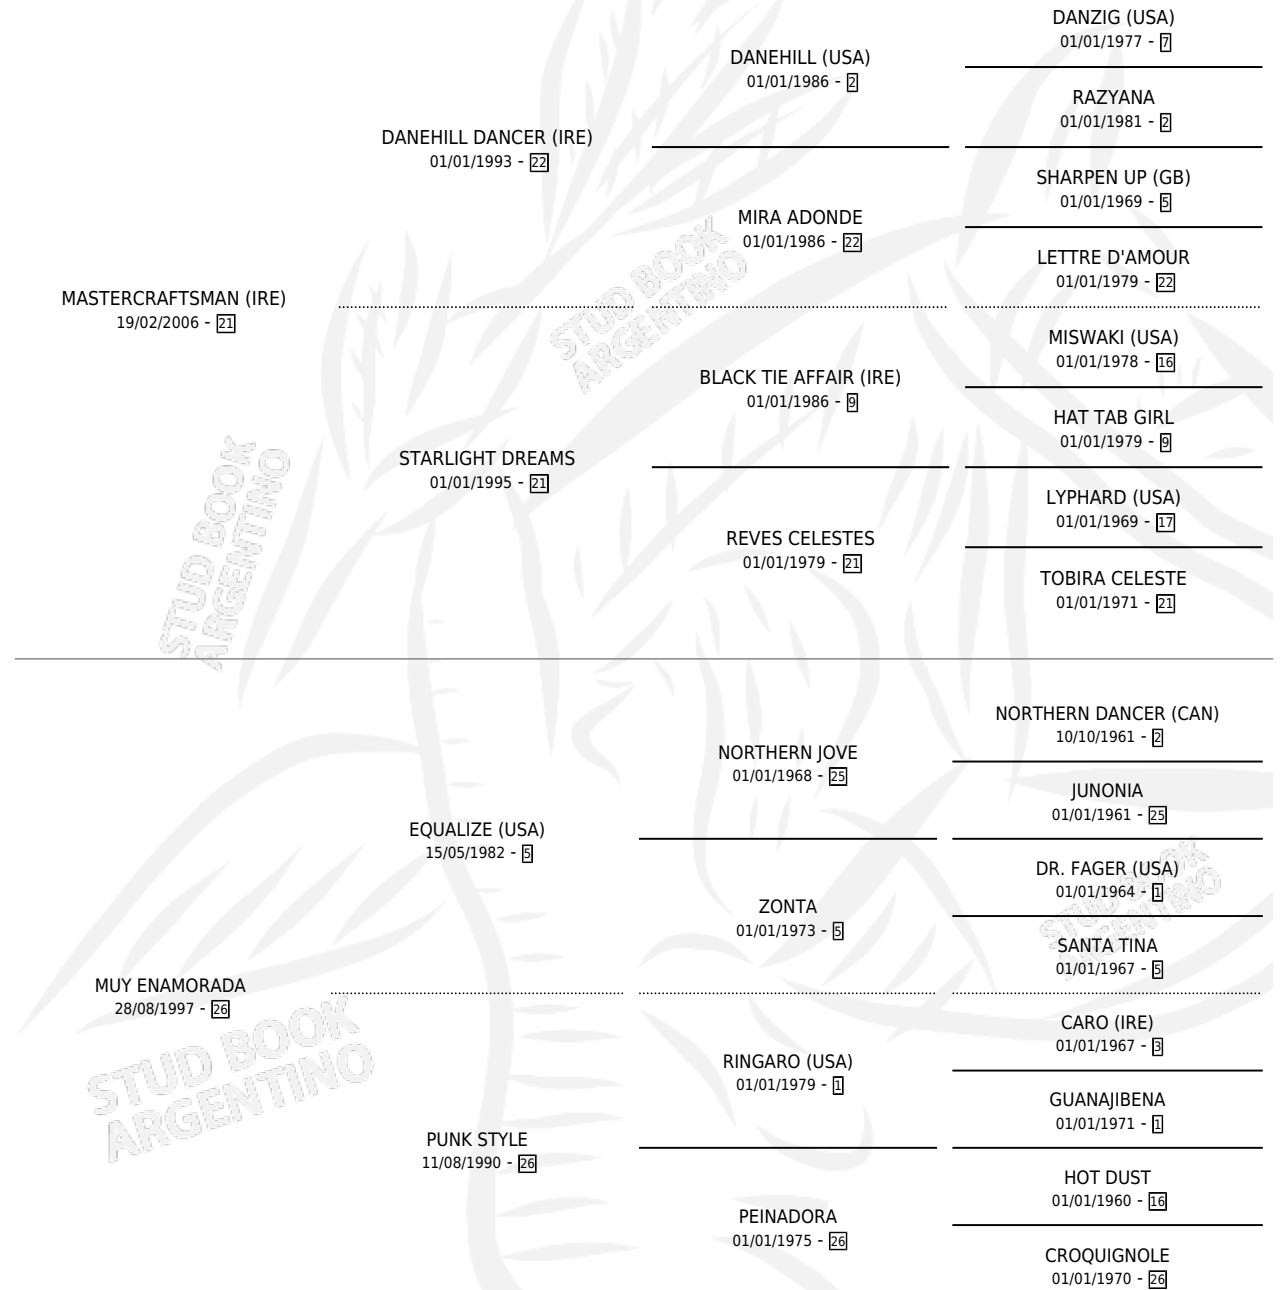 DANZIG (USA)
01/01/1977 - 7
DANEHILL (USA)
01/01/1986 - 2
RAZYANA
01/01/1981 - 2
DANEHILL DANCER (IRE)
01/01/1993 - 22
SHARPEN UP (GB)
01/01/1969 - 5
MIRA ADONDE
01/01/1986 - 22
LETTRE D'AMOUR
01/01/1979 - 22
MASTERCRAFTSMAN (IRE)
19/02/2006 - 21
MISWAKI (USA)
01/01/1978 - 16
BLACK TIE AFFAIR (IRE)
01/01/1986 - 9
HAT TAB GIRL
01/01/1979 - 9
STARLIGHT DREAMS
01/01/1995 - 21
LYPHARD (USA)
01/01/1969 - 17
REVES CELESTES
01/01/1979 - 21
TOBIRA CELESTE
01/01/1971 - 21
NORTHERN DANCER (CAN)
10/10/1961 - 2
NORTHERN JOVE
01/01/1968 - 25
JUNONIA
01/01/1961 - 25
EQUALIZE (USA)
15/05/1982 - 5
DR. FAGER (USA)
01/01/1964 - 1
ZONTA
01/01/1973 - 5
SANTA TINA
01/01/1967 - 5
MUY ENAMORADA
28/08/1997 - 26
CARO (IRE)
01/01/1967 - 3
RINGARO (USA)
01/01/1979 - 1
GUANAJIBENA
01/01/1971 - 1
PUNK STYLE
11/08/1990 - 26
HOT DUST
01/01/1960 - 16
PEINADORA
01/01/1975 - 26
CROQUIGNOLE
01/01/1970 - 26
STUD BOOK
ARGENTINO
STUD BOOK
ARGENTINO
STUD BOOK
ARGENTINO
STUD BOOK
ARGENTINO